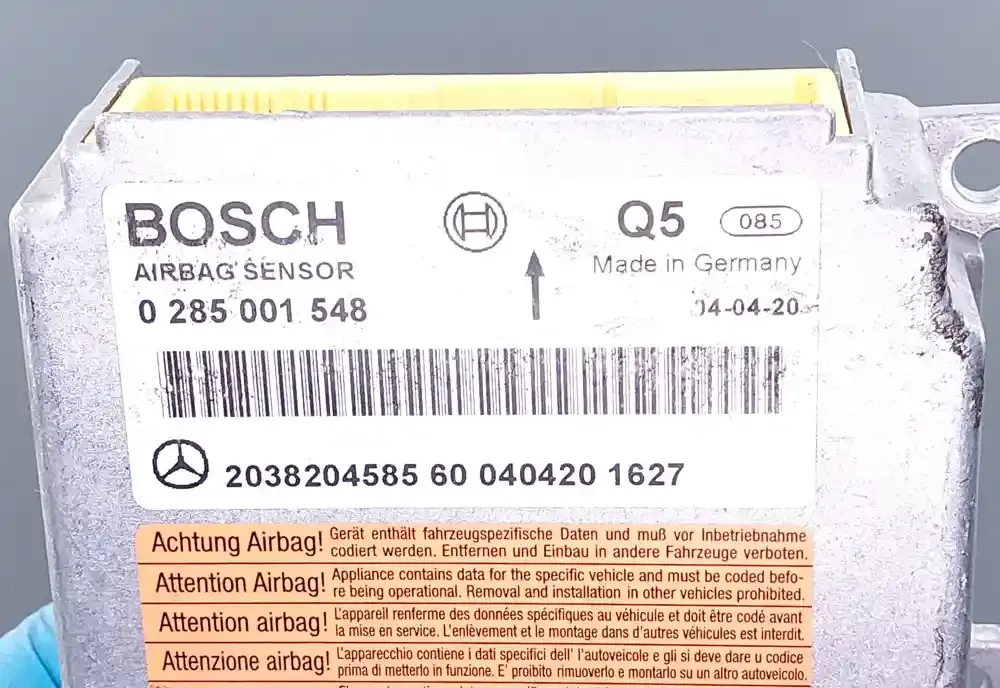 BOSCH
Q5 085
AIRBAG SENSOR
Made in Germany
0 285 001 548
04-04-20
2038204585 60 040420 1627
Achtung Airbag! Gerät enthält fahrzeugspezifische Daten und muß vor Inbetriebnahme
codiert werden. Entfernen und Einbau in andere Fahrzeuge verboten.
Attention Airbag! Appliance contains data for the specific vehicle and must be coded befo-
re being operational. Removal and installation in other vehicles prohibited.
Attention airbag! L'appareil renferme des données spécifiques au véhicule et doit être codé avant
la mise en service. L'enlèvement et le montage dans d'autres véhicules est interdit.
Attenzione airbag! L'apparecchio contiene i dati specifici dell' l'autoveicolo e gli si deve dare u codice
prima di metterlo in funzione. E' proibito rimuoverlo e montarlo su un altro autoveicolo.